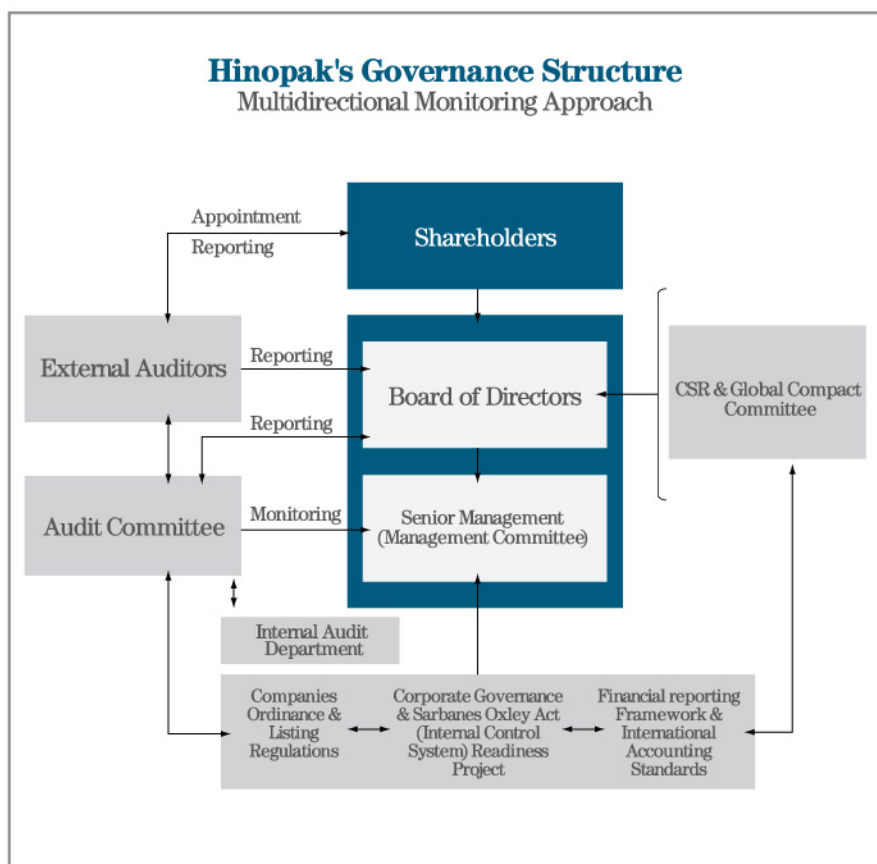 Hinopak's Governance Structure
Multidirectional Monitoring Approach
Appointment
Reporting
Shareholders
External Auditors
Reporting
Board of Directors
CSR & Global Compact
Committee
Reporting
Audit Committee
Monitoring
Senior Management
(Management Committee)
Internal Audit
Department
Companies
Ordinance &
Listing
Regulations
Corporate Governance
& Sarbanes Oxley Act
(Internal Control
System) Readiness
Project
Financial reporting
Framework &
International
Accounting
Standards